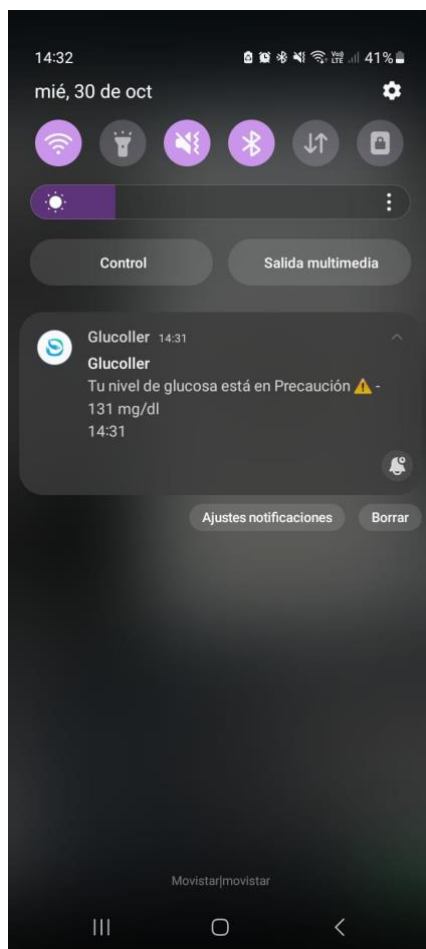 14:32
41%
mié, 30 de oct
Control
Salida multimedia
Glucoller 14:31
Glucoller
Tu nivel de glucosa está en Precaución ⚠ -
131 mg/dl
14:31
Ajustes notificaciones
Borrar
Movistar|movistar